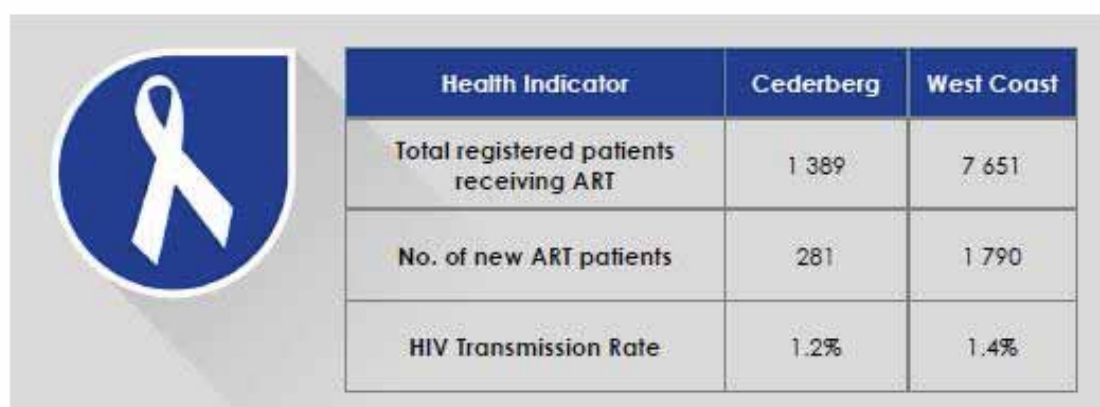 Health Indicator Cederberg West Coast
Total registered patients
receiving ART
1 389 7 651
No. of new ART patients 281 1 790
HIV Transmission Rate 1.2% 1.4%